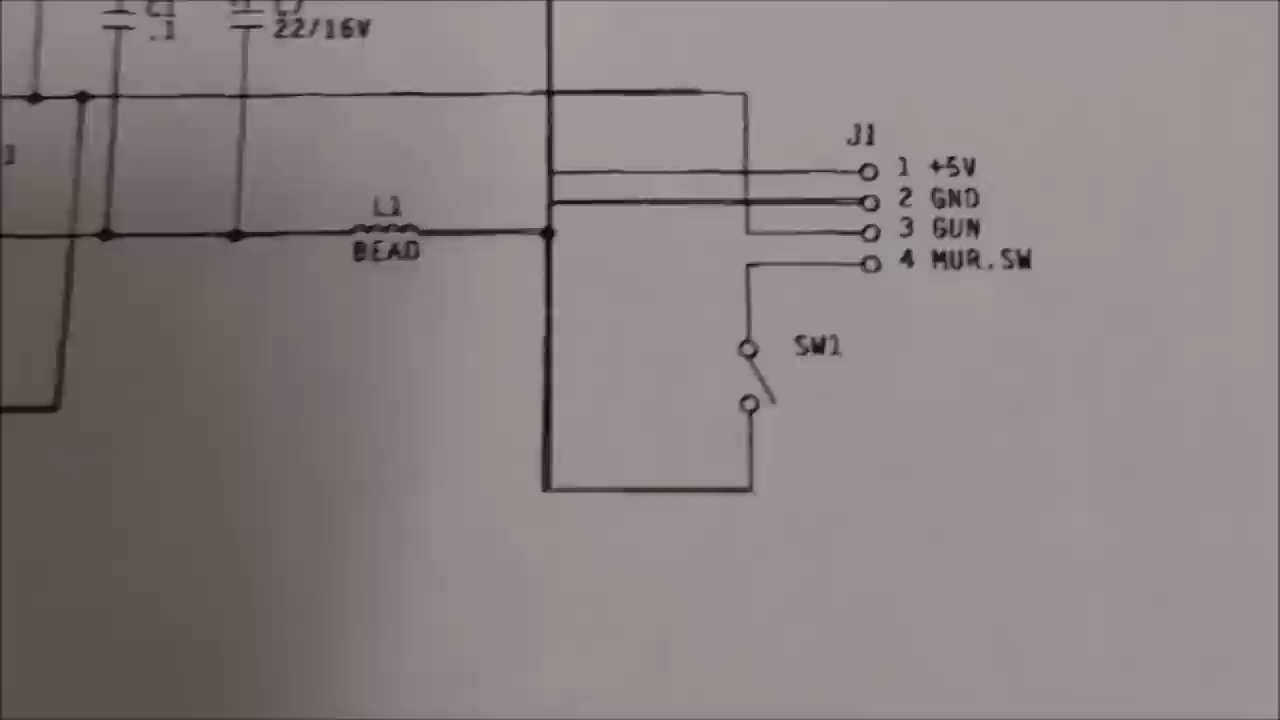 .1
22/16V
J1
1 +5V
2 GND
3 GUN
4 MUR.SW
L1
BEAD
SW1